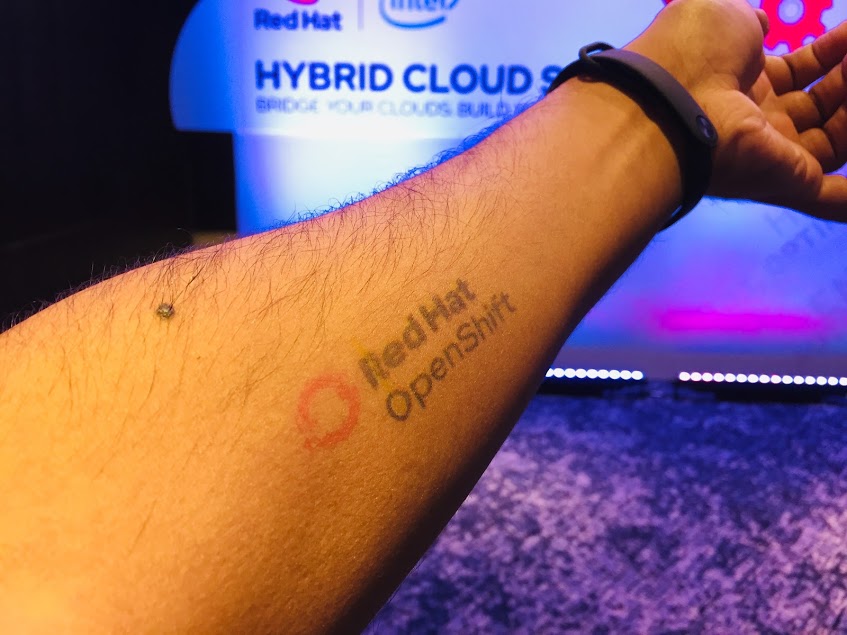 Red Hat
intel
HYBRID CLOUD S
BRIDGE YOUR CLOUDS. BUILD
Red Hat
OpenShift